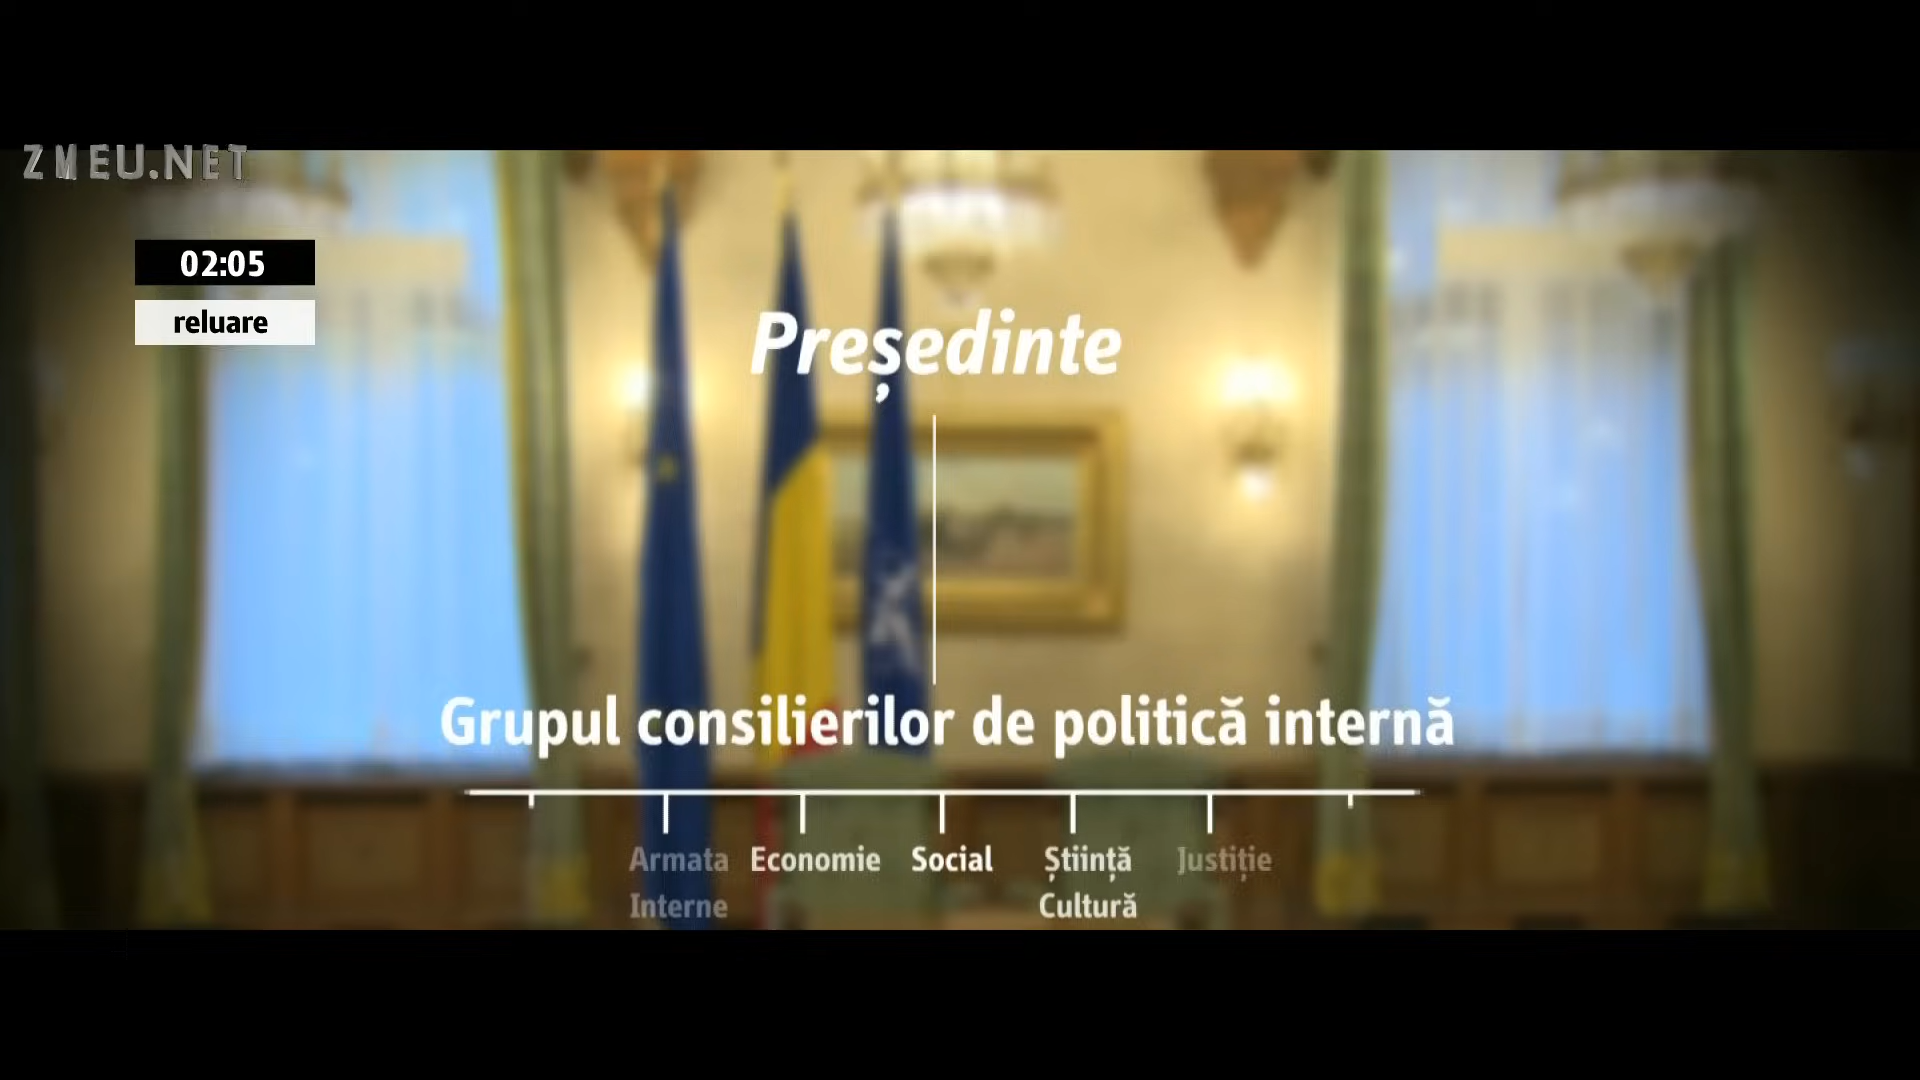 ZMEU.NET
02:05
reluare
Președinte
Grupul consilierilor de politică internă
Armata Economie Social Știință Justiție
Interne Cultură